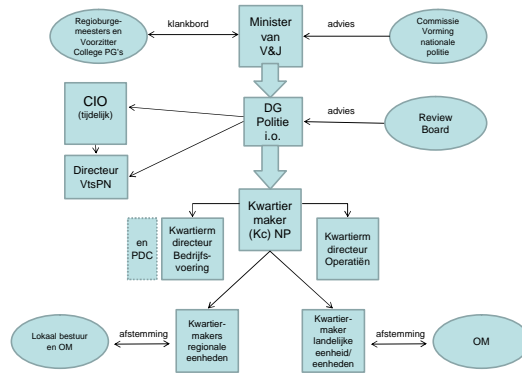 Regioburge-
meesters en
Voorzitter
College PG's
klankbord
Minister
van
V&J
advies
Commissie
Vorming
nationale
politie
CIO
(tijdelijk)
DG
Politie
i.o.
advies
Review
Board
Directeur
VtsPN
Kwartier
maker
(Kc) NP
en
PDC
Kwartierm
directeur
Bedrijfs-
voering
Kwartierm
directeur
Operatiën
Lokaal bestuur
en OM
afstemming
Kwartier-
makers
regionale
eenheden
Kwartier-
maker
landelijke
eenheid/
eenheden
afstemming
OM